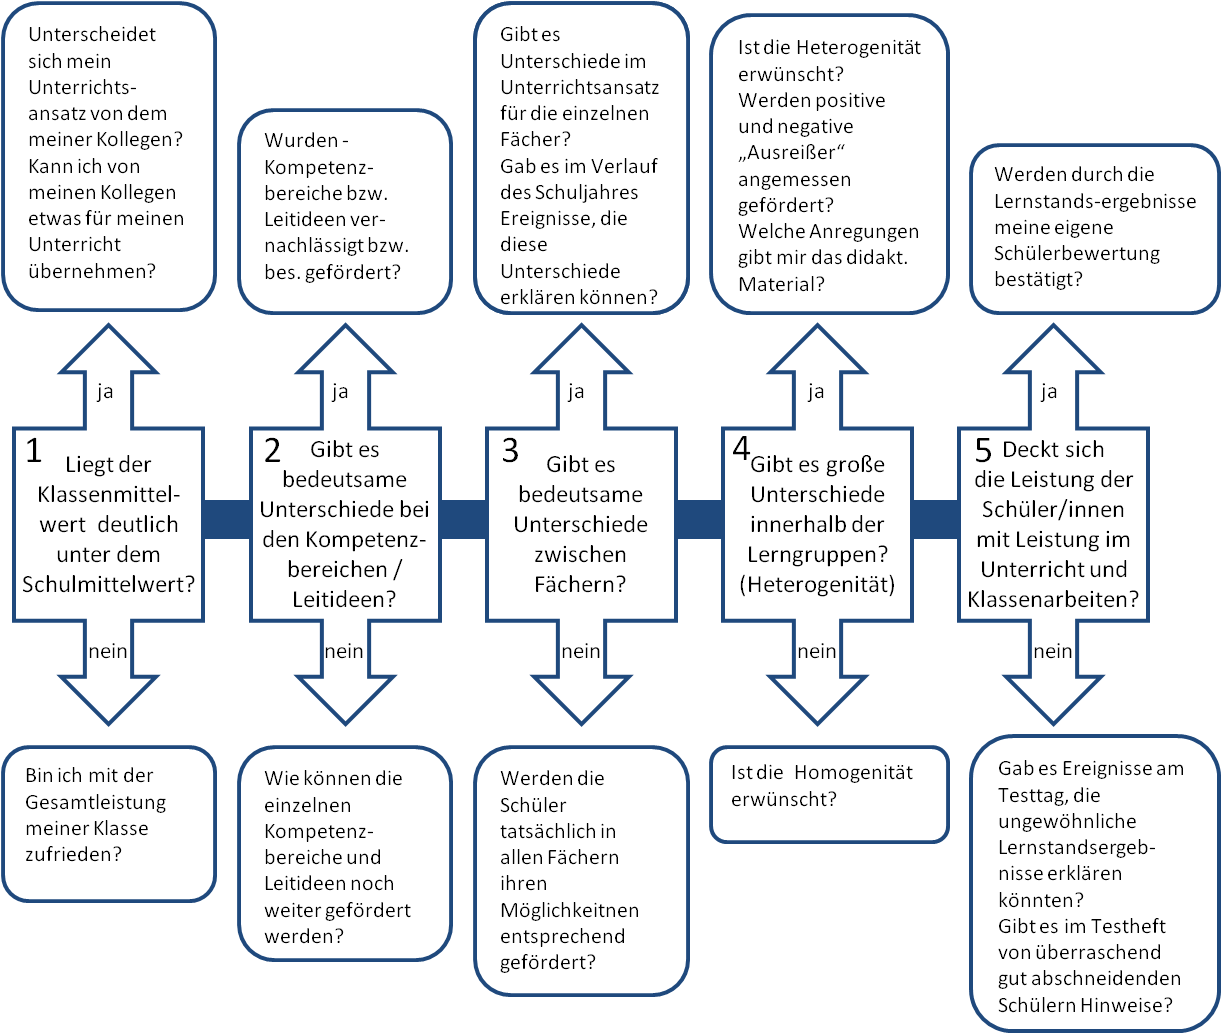 Unterscheidet
sich mein
Unterrichts-
ansatz von dem
meiner Kollegen?
Kann ich von
meinen Kollegen
etwas für meinen
Unterricht
übernehmen?
Wurden -
Kompetenz-
bereiche bzw.
Leitideen ver-
nachlässigt bzw.
bes. gefördert?
Gibt es
Unterschiede im
Unterrichtsansatz
für die einzelnen
Fächer?
Gab es im Verlauf
des Schuljahres
Ereignisse, die
diese
Unterschiede
erklären können?
Ist die Heterogenität
erwünscht?
Werden positive
und negative
„Ausreißer“
angemessen
gefördert?
Welche Anregungen
gibt mir das didakt.
Material?
Werden durch die
Lernstands-ergebnisse
meine eigene
Schülerbewertung
bestätigt?
ja
ja
ja
ja
ja
1
Liegt der
Klassenmittel-
wert deutlich
unter dem
Schulmittelwert?
2 Gibt es
bedeutsame
Unterschiede bei
den Kompetenz-
bereichen /
Leitideen?
3
Gibt es
bedeutsame
Unterschiede
zwischen
Fächern?
4
Gibt es große
Unterschiede
innerhalb der
Lerngruppen?
(Heterogenität)
5 Deckt sich
die Leistung der
Schüler/innen
mit Leistung im
Unterricht und
Klassenarbeiten?
nein
nein
nein
nein
nein
Bin ich mit der
Gesamtleistung
meiner Klasse
zufrieden?
Wie können die
einzelnen
Kompetenz-
bereiche und
Leitideen noch
weiter gefördert
werden?
Werden die
Schüler
tatsächlich in
allen Fächern
ihren
Möglichkeitnen
entsprechend
gefördert?
Ist die Homogenität
erwünscht?
Gab es Ereignisse am
Testtag, die
ungewöhnliche
Lernstandsergeb-
nisse erklären
könnten?
Gibt es im Testheft
von überraschend
gut abschneidenden
Schülern Hinweise?